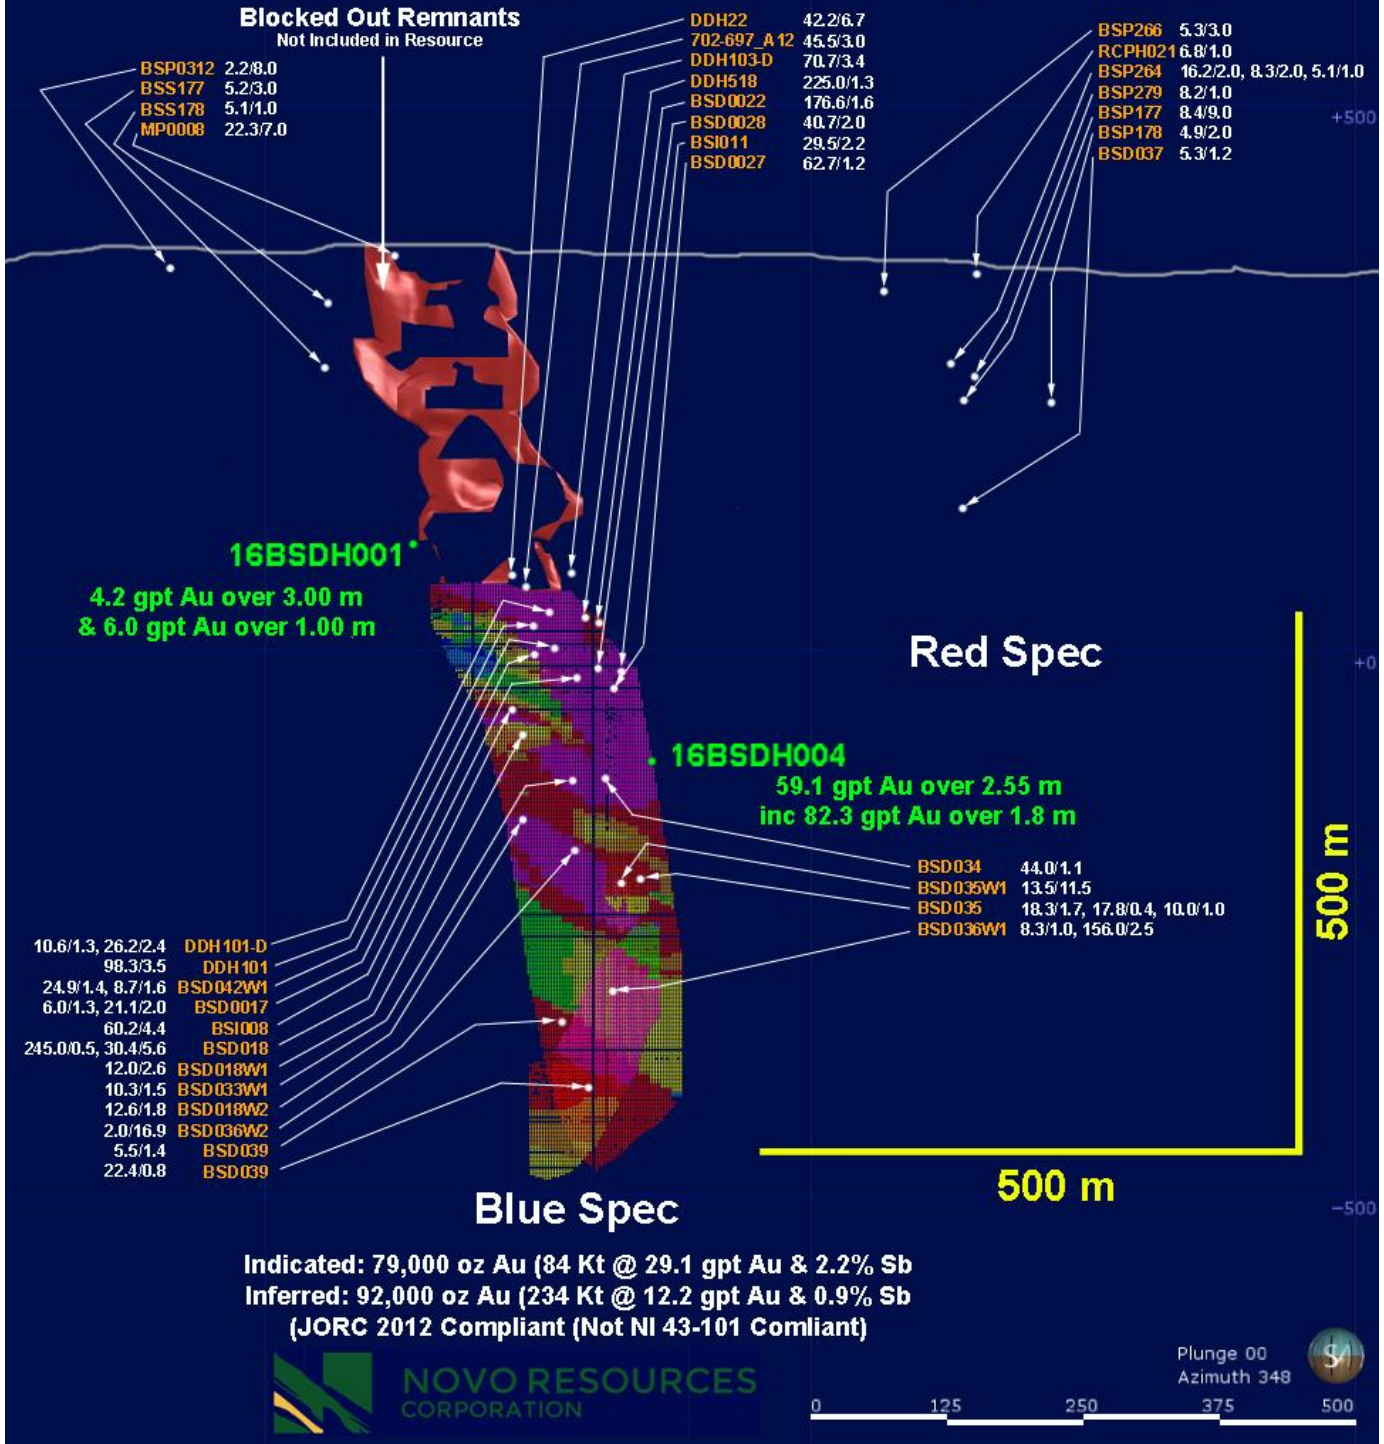 Blocked Out Remnants
Not Included in Resource
BSP0312 2.2/8.0
BSS177 5.2/3.0
BSS178 5.1/1.0
MP0008 22.3/7.0
DDH22 42.2/6.7
702-697_A12 45.5/3.0
DDH103-D 70.7/3.4
DDH518 225.0/1.3
BSD0022 176.6/1.6
BSD0028 40.7/2.0
BSI011 29.5/2.2
BSD0027 62.7/1.2
BSP266 5.3/3.0
RCPH021 6.8/1.0
BSP264 16.2/2.0, 8.3/2.0, 5.1/1.0
BSP279 8.2/1.0
BSP177 8.4/9.0
BSP178 4.9/2.0
BSD037 5.3/1.2
+500
16BSDH001
4.2 gpt Au over 3.00 m
& 6.0 gpt Au over 1.00 m
Red Spec
+0
16BSDH004
59.1 gpt Au over 2.55 m
inc 82.3 gpt Au over 1.8 m
BSD034 44.0/1.1
BSD035W1 13.5/11.5
BSD035 18.3/1.7, 17.8/0.4, 10.0/1.0
BSD036W1 8.3/1.0, 156.0/2.5
500 m
10.6/1.3, 26.2/2.4 DDH101-D
98.3/3.5 DDH101
24.9/1.4, 8.7/1.6 BSD042W1
6.0/1.3, 21.1/2.0 BSD0017
60.2/4.4 BSI008
245.0/0.5, 30.4/5.6 BSD018
12.0/2.6 BSD018W1
10.3/1.5 BSD033W1
12.6/1.8 BSD018W2
2.0/16.9 BSD036W2
5.5/1.4 BSD039
22.4/0.8 BSD039
500 m
Blue Spec
-500
Indicated: 79,000 oz Au (84 Kt @ 29.1 gpt Au & 2.2% Sb
Inferred: 92,000 oz Au (234 Kt @ 12.2 gpt Au & 0.9% Sb
(JORC 2012 Compliant (Not NI 43-101 Comliant)
NOVO RESOURCES
CORPORATION
Plunge 00
Azimuth 348
0 125 250 375 500